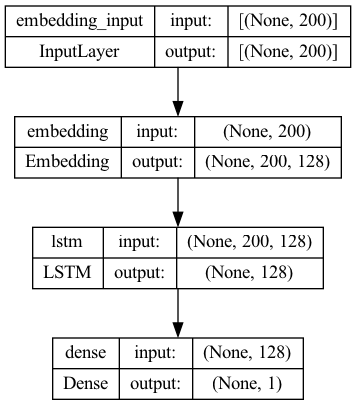 embedding_input input: [(None, 200)]
InputLayer output: [(None, 200)]
embedding input: (None, 200)
Embedding output: (None, 200, 128)
lstm input: (None, 200, 128)
LSTM output: (None, 128)
dense input: (None, 128)
Dense output: (None, 1)